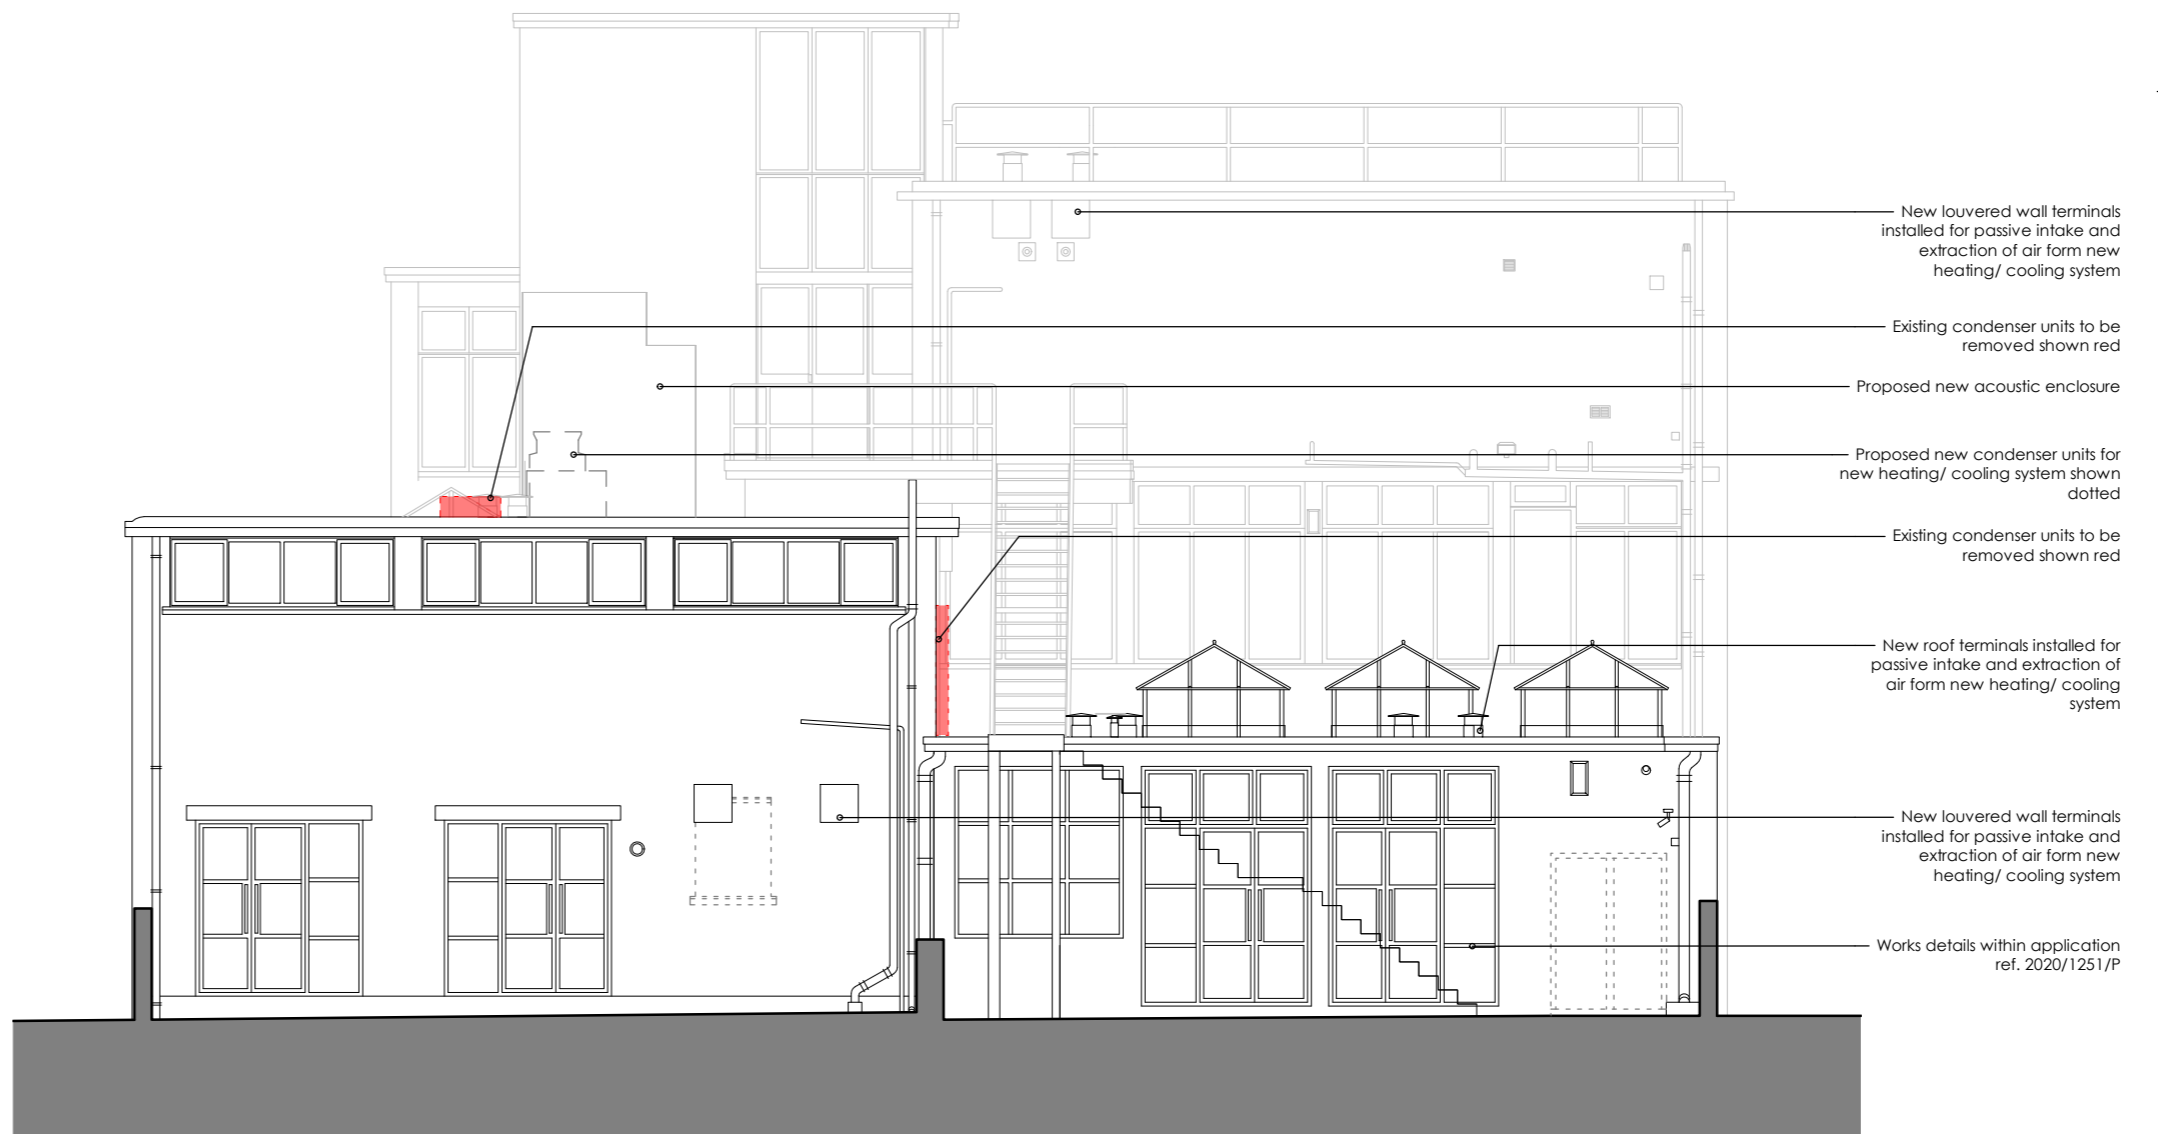 New louvered wall terminals
installed for passive intake and
extraction of air form new
heating/ cooling system
Existing condenser units to be
removed shown red
Proposed new acoustic enclosure
Proposed new condenser units for
new heating/ cooling system shown
dotted
Existing condenser units to be
removed shown red
New roof terminals installed for
passive intake and extraction of
air form new heating/ cooling
system
New louvered wall terminals
installed for passive intake and
extraction of air form new
heating/ cooling system
Works details within application
ref. 2020/1251/P